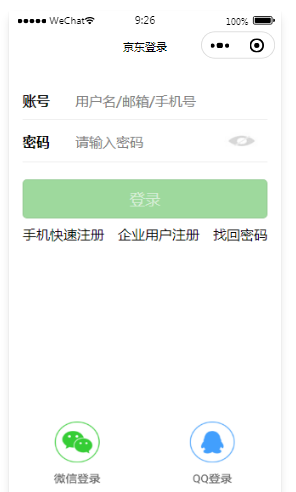 WeChat 9:26 100%
京东登录
账号 用户名/邮箱/手机号
密码 请输入密码
登录
手机快速注册 企业用户注册 找回密码
微信登录 QQ登录